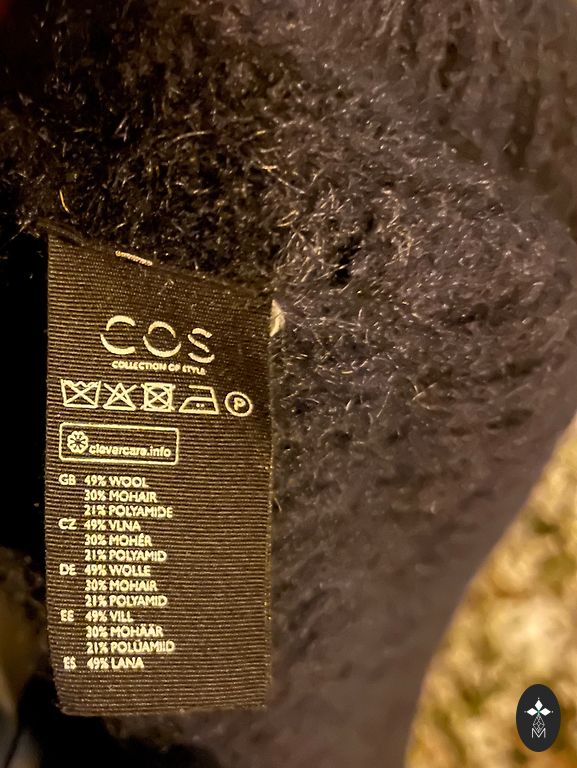 COS
COLLECTION OF STYLE
P
clevercare.info
GB 49% WOOL
30% MOHAIR
21% POLYAMIDE
CZ 49% VLNA
30% MOHÉR
21% POLYAMID
DE 49% WOLLE
30% MOHAIR
21% POLYAMID
EE 49% VILL
30% MOHÄÄR
21% POLÜAMIID
ES 49% LANA
M